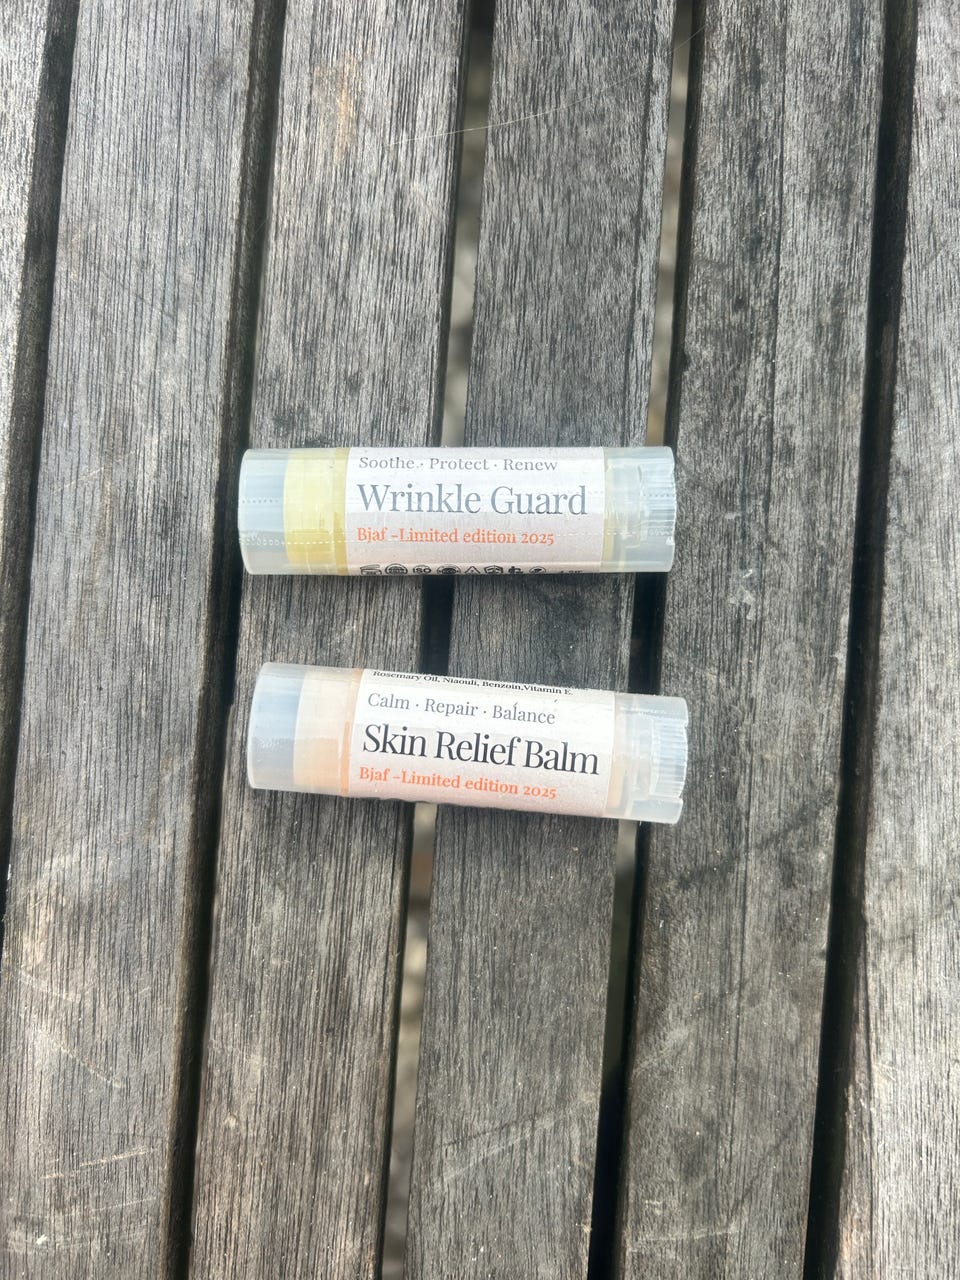 Soothe · Protect · Renew
Wrinkle Guard
Bjaf -Limited edition 2025
ISO
Rosemary Oil, Niaouli, Benzoin,Vitamin E.
Calm · Repair · Balance
Skin Relief Balm
Bjaf -Limited edition 2025